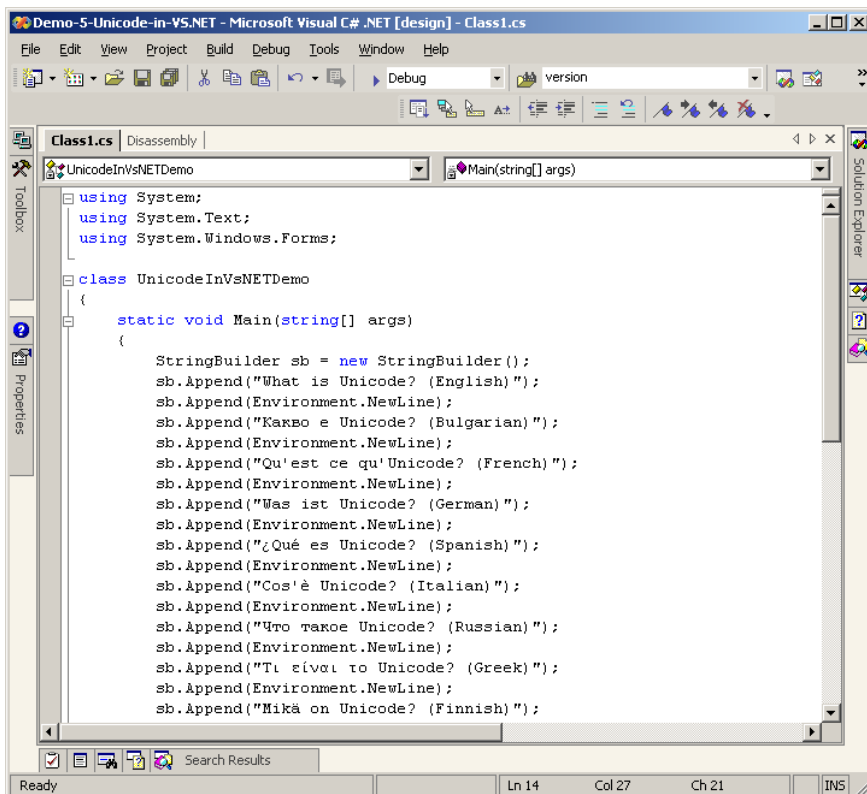 Demo-5-Unicode-in-VS.NET - Microsoft Visual C# .NET [design] - Class1.cs
File Edit View Project Build Debug Tools Window Help
Debug version
Class1.cs Disassembly
UnicodeInVsNETDemo Main(string[] args)
Toolbox
Properties
Solution Explorer
using System;
using System.Text;
using System.Windows.Forms;
class UnicodeInVsNETDemo
{
static void Main(string[] args)
{
StringBuilder sb = new StringBuilder();
sb.Append("What is Unicode? (English)");
sb.Append(Environment.NewLine);
sb.Append("Какво е Unicode? (Bulgarian)");
sb.Append(Environment.NewLine);
sb.Append("Qu'est ce qu'Unicode? (French)");
sb.Append(Environment.NewLine);
sb.Append("Was ist Unicode? (German)");
sb.Append(Environment.NewLine);
sb.Append("¿Qué es Unicode? (Spanish)");
sb.Append(Environment.NewLine);
sb.Append("Cos'è Unicode? (Italian)");
sb.Append(Environment.NewLine);
sb.Append("Что такое Unicode? (Russian)");
sb.Append(Environment.NewLine);
sb.Append("Τι είναι το Unicode? (Greek)");
sb.Append(Environment.NewLine);
sb.Append("Mikä on Unicode? (Finnish)");
Search Results
Ready Ln 14 Col 27 Ch 21 INS